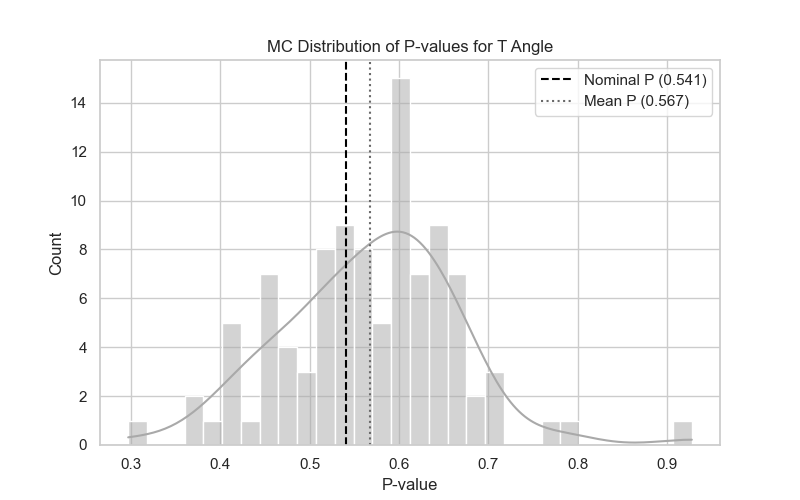 MC Distribution of P-values for T Angle
Nominal P (0.541)
Mean P (0.567)
Count
14
12
10
8
6
4
2
0
0.3 0.4 0.5 0.6 0.7 0.8 0.9
P-value